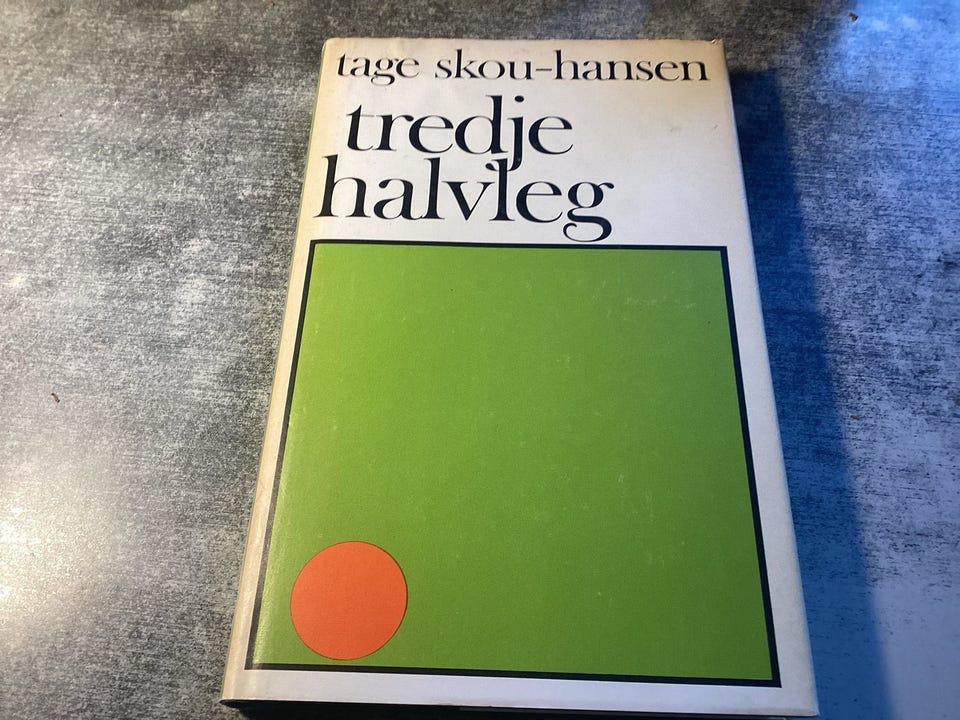 tage skou-hansen
tredje
halvleg